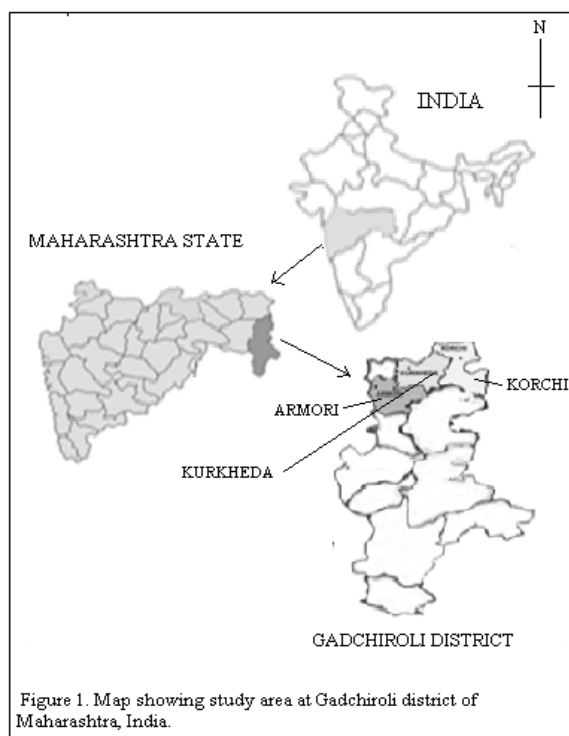 N
INDIA
MAHARASHTRA STATE
KORCHI
ARMORI
KURKHEDA
GADCHIROLI DISTRICT
Figure 1. Map showing study area at Gadchiroli district of
Maharashtra, India.